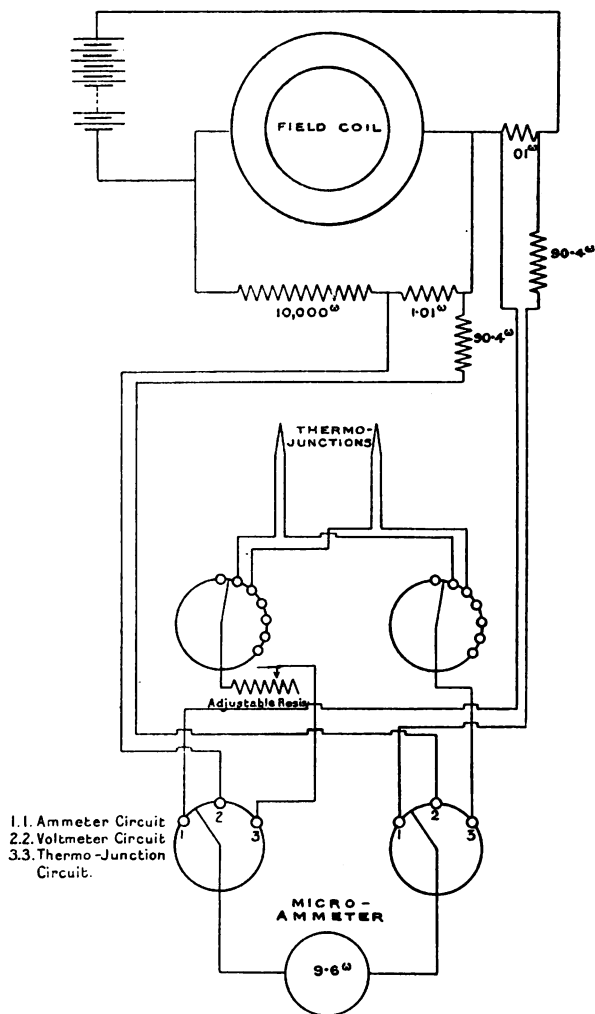 FIELD COIL
01ω
90·4ω
10,000ω
1·01ω
90·4ω
THERMO-
JUNCTIONS
Adjustable Resis
1 2 3
1 2 3
1.1. Ammeter Circuit
2.2. Voltmeter Circuit
3.3. Thermo-Junction
Circuit.
MICRO-
AMMETER
9·6ω